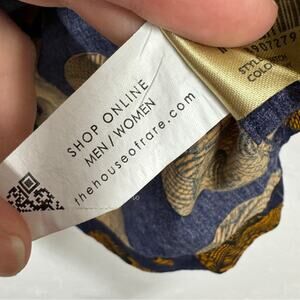 SHOP ONLINE
MEN / WOMEN
thehouseofrare.com
STYLE
COLO